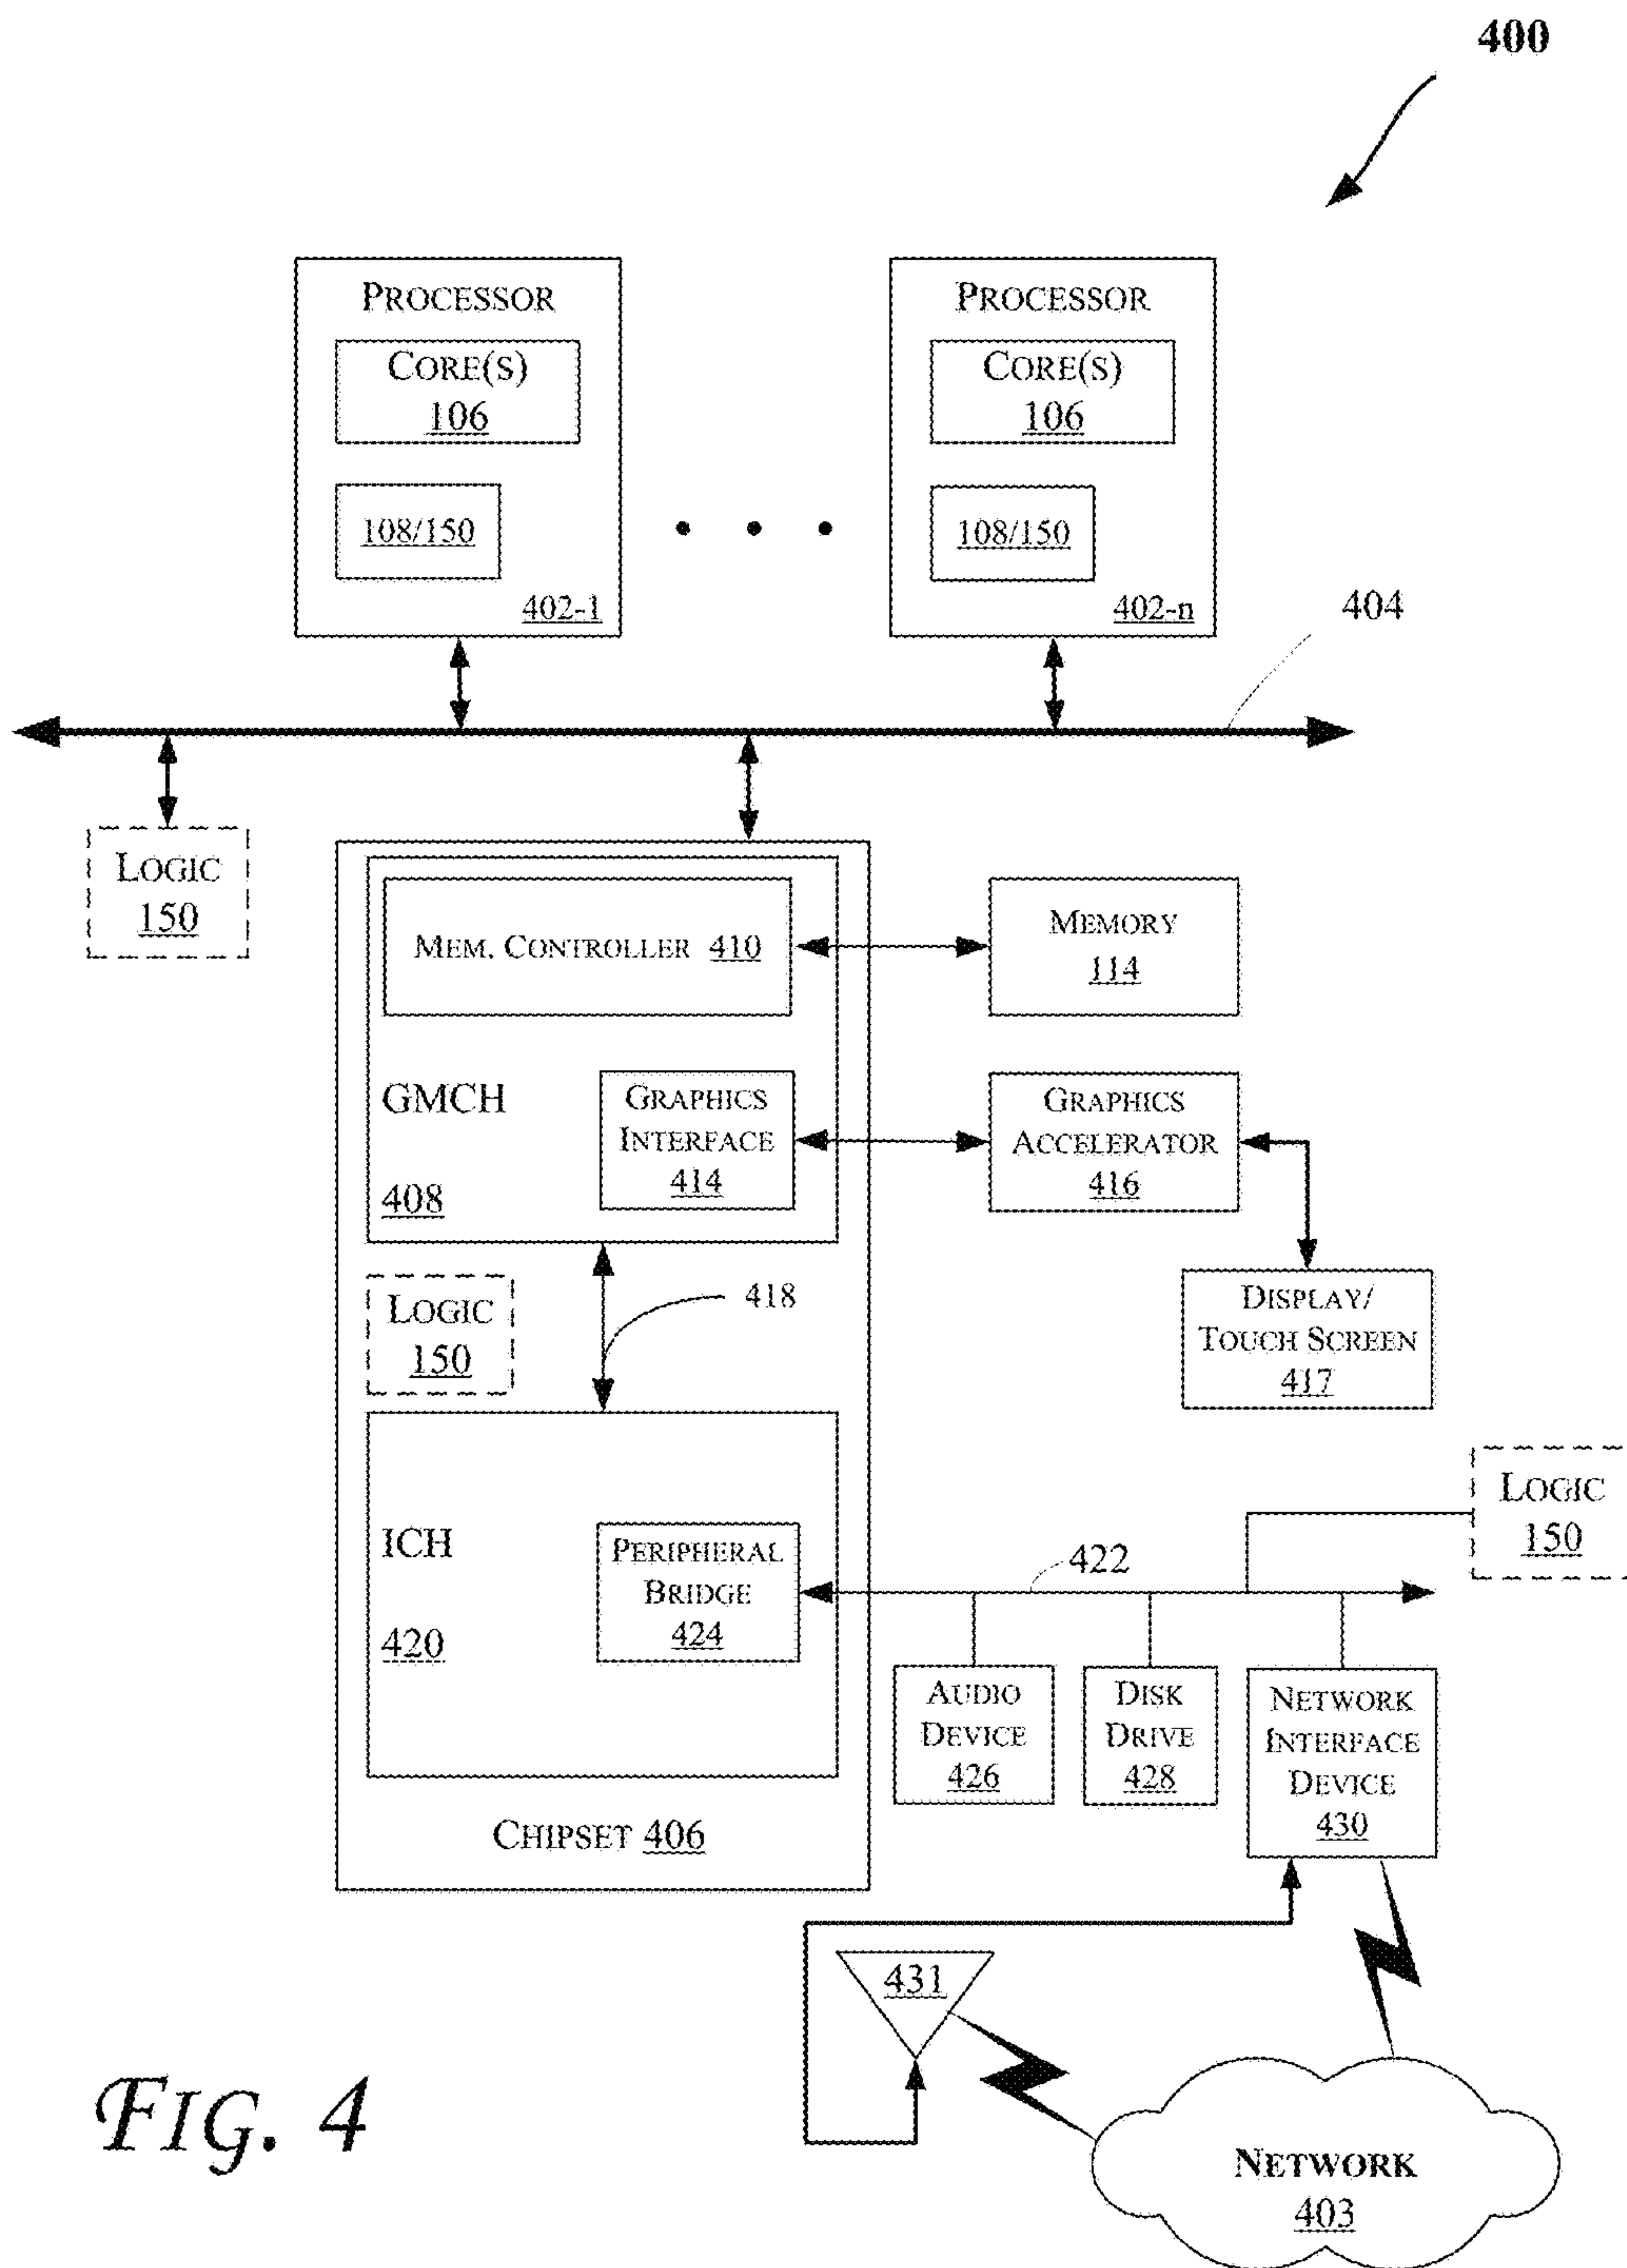 400
PROCESSOR
CORE(S)
106
108/150
402-1
PROCESSOR
CORE(S)
106
108/150
402-n
404
LOGIC
150
MEM. CONTROLLER 410
MEMORY
114
GMCH
408
GRAPHICS
INTERFACE
414
GRAPHICS
ACCELERATOR
416
LOGIC
150
418
DISPLAY/
TOUCH SCREEN
417
LOGIC
150
ICH
420
PERIPHERAL
BRIDGE
424
422
AUDIO
DEVICE
426
DISK
DRIVE
428
NETWORK
INTERFACE
DEVICE
430
CHIPSET 406
431
NETWORK
403
FIG. 4